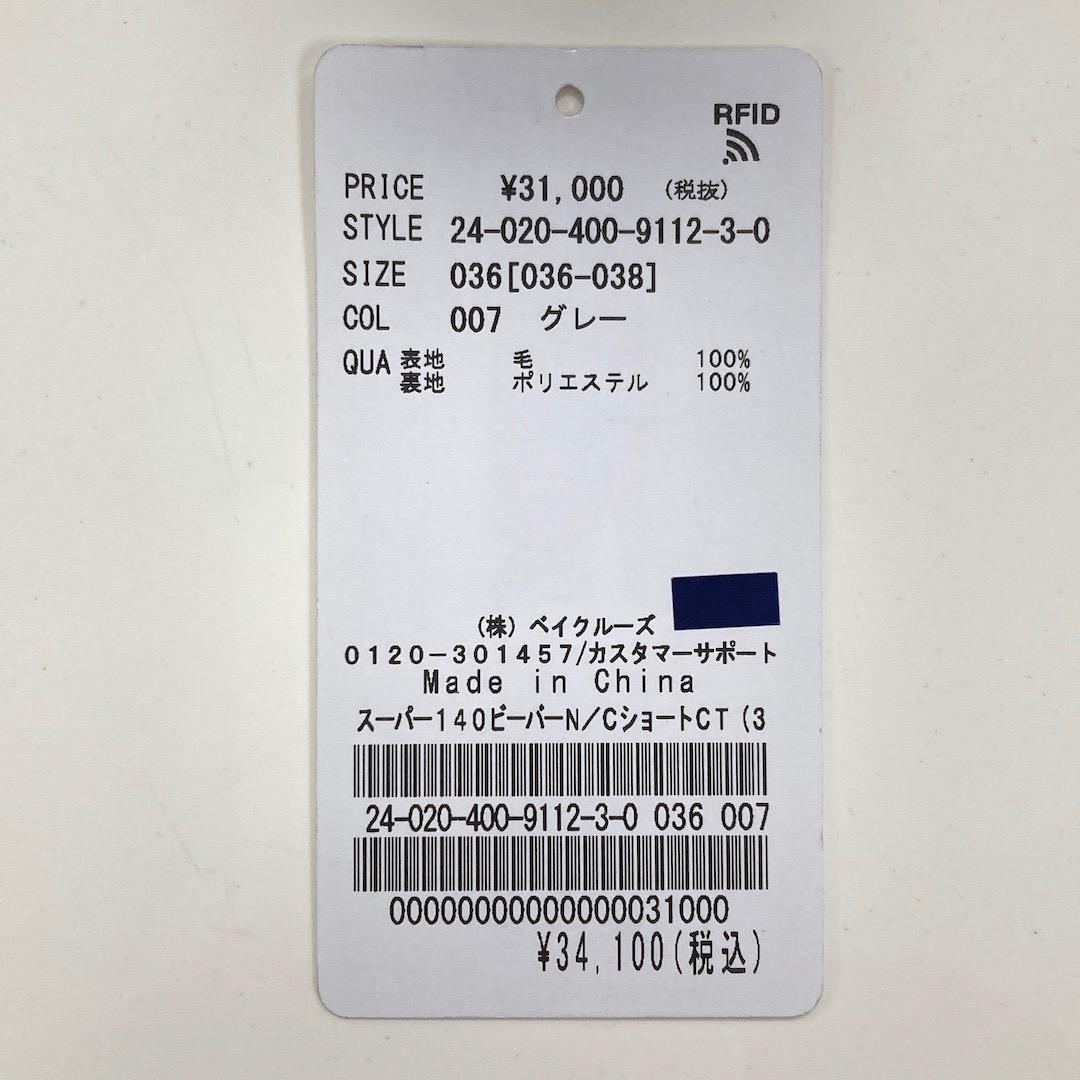 RFID
PRICE ¥31,000 (税抜)
STYLE 24-020-400-9112-3-0
SIZE 036[036-038]
COL 007 グレー
QUA 表地 毛 100%
裏地 ポリエステル 100%
(株)ベイクルーズ
0120-301457/カスタマーサポート
Made in China
スーパー140ビーバーN/CショートCT(3
24-020-400-9112-3-0 036 007
00000000000000031000
¥34,100(税込)